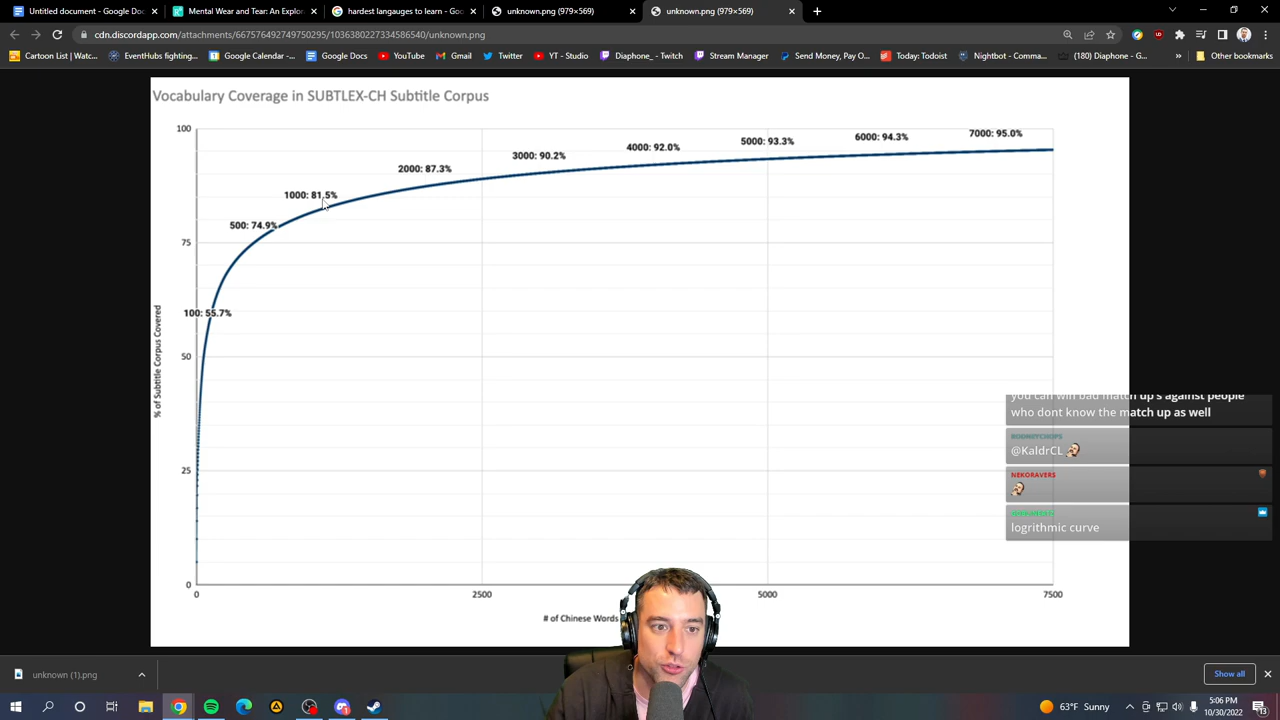 Untitled document - Google Doc
Mental Wear and Tear: An Explor
hardest langauges to learn - Goo
unknown.png (979×569)
unknown.png (979×569)
cdn.discordapp.com/attachments/667576492749750295/1036380227334586540/unknown.png
Cartoon List | Wat...
EventHubs fighting...
Google Calendar -...
Google Docs
YouTube
Gmail
Twitter
YT - Studio
Diaphone_ - Twitch
Stream Manager
Send Money, Pay O...
Today: Todoist
Nightbot - Comma...
(180) Diaphone - G...
»
Other bookmarks
Vocabulary Coverage in SUBTLEX-CH Subtitle Corpus
100
7000: 95.0%
6000: 94.3%
5000: 93.3%
4000: 92.0%
3000: 90.2%
2000: 87.3%
1000: 81.5%
500: 74.9%
75
100: 55.7%
% of Subtitle Corpus Covered
50
25
0
0
2500
5000
7500
# of Chinese Words
you can win bad match up's against people
who dont know the match up as well
@KaldrCL
NEKORAVERS
logrithmic curve
unknown (1).png
Show all
63°F Sunny
5:06 PM
10/30/2022